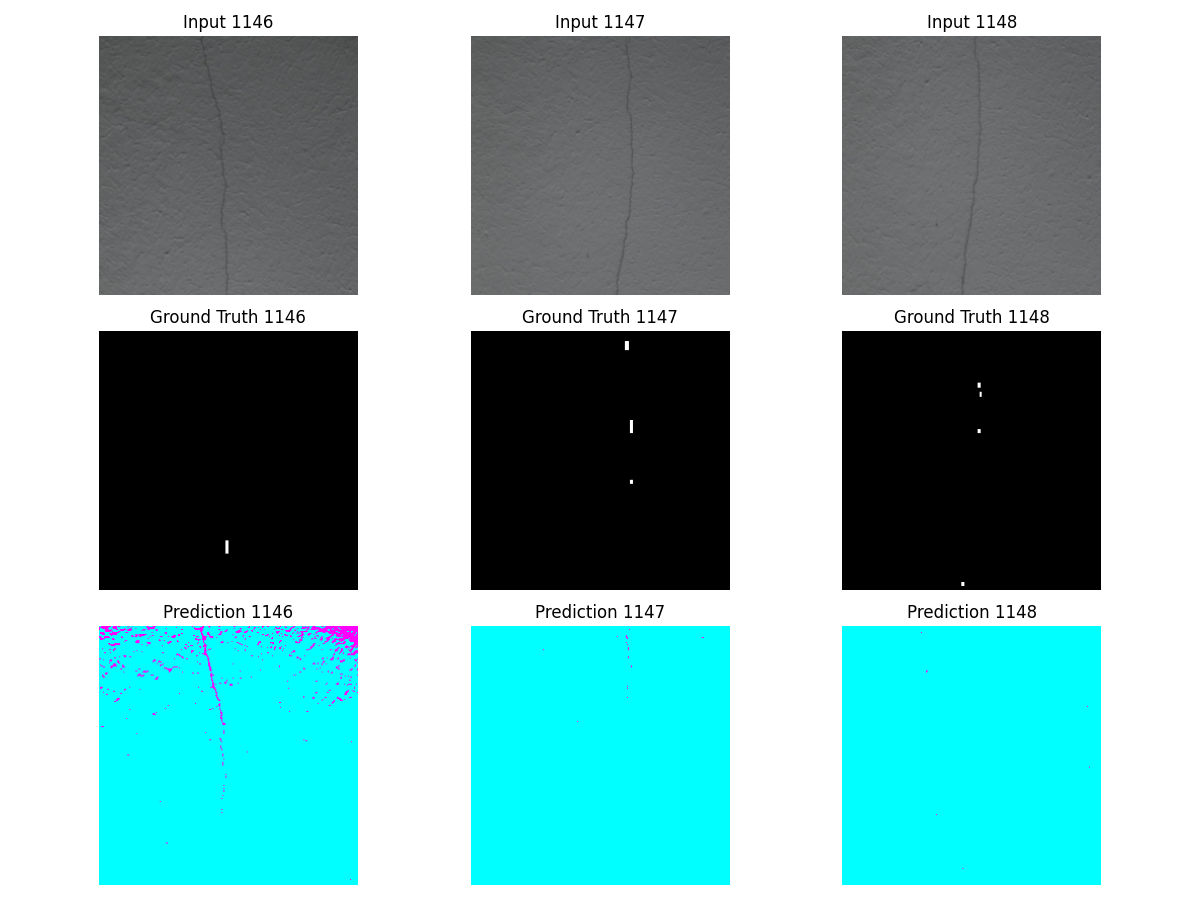 Input 1146
Input 1147
Input 1148
Ground Truth 1146
Ground Truth 1147
Ground Truth 1148
Prediction 1146
Prediction 1147
Prediction 1148